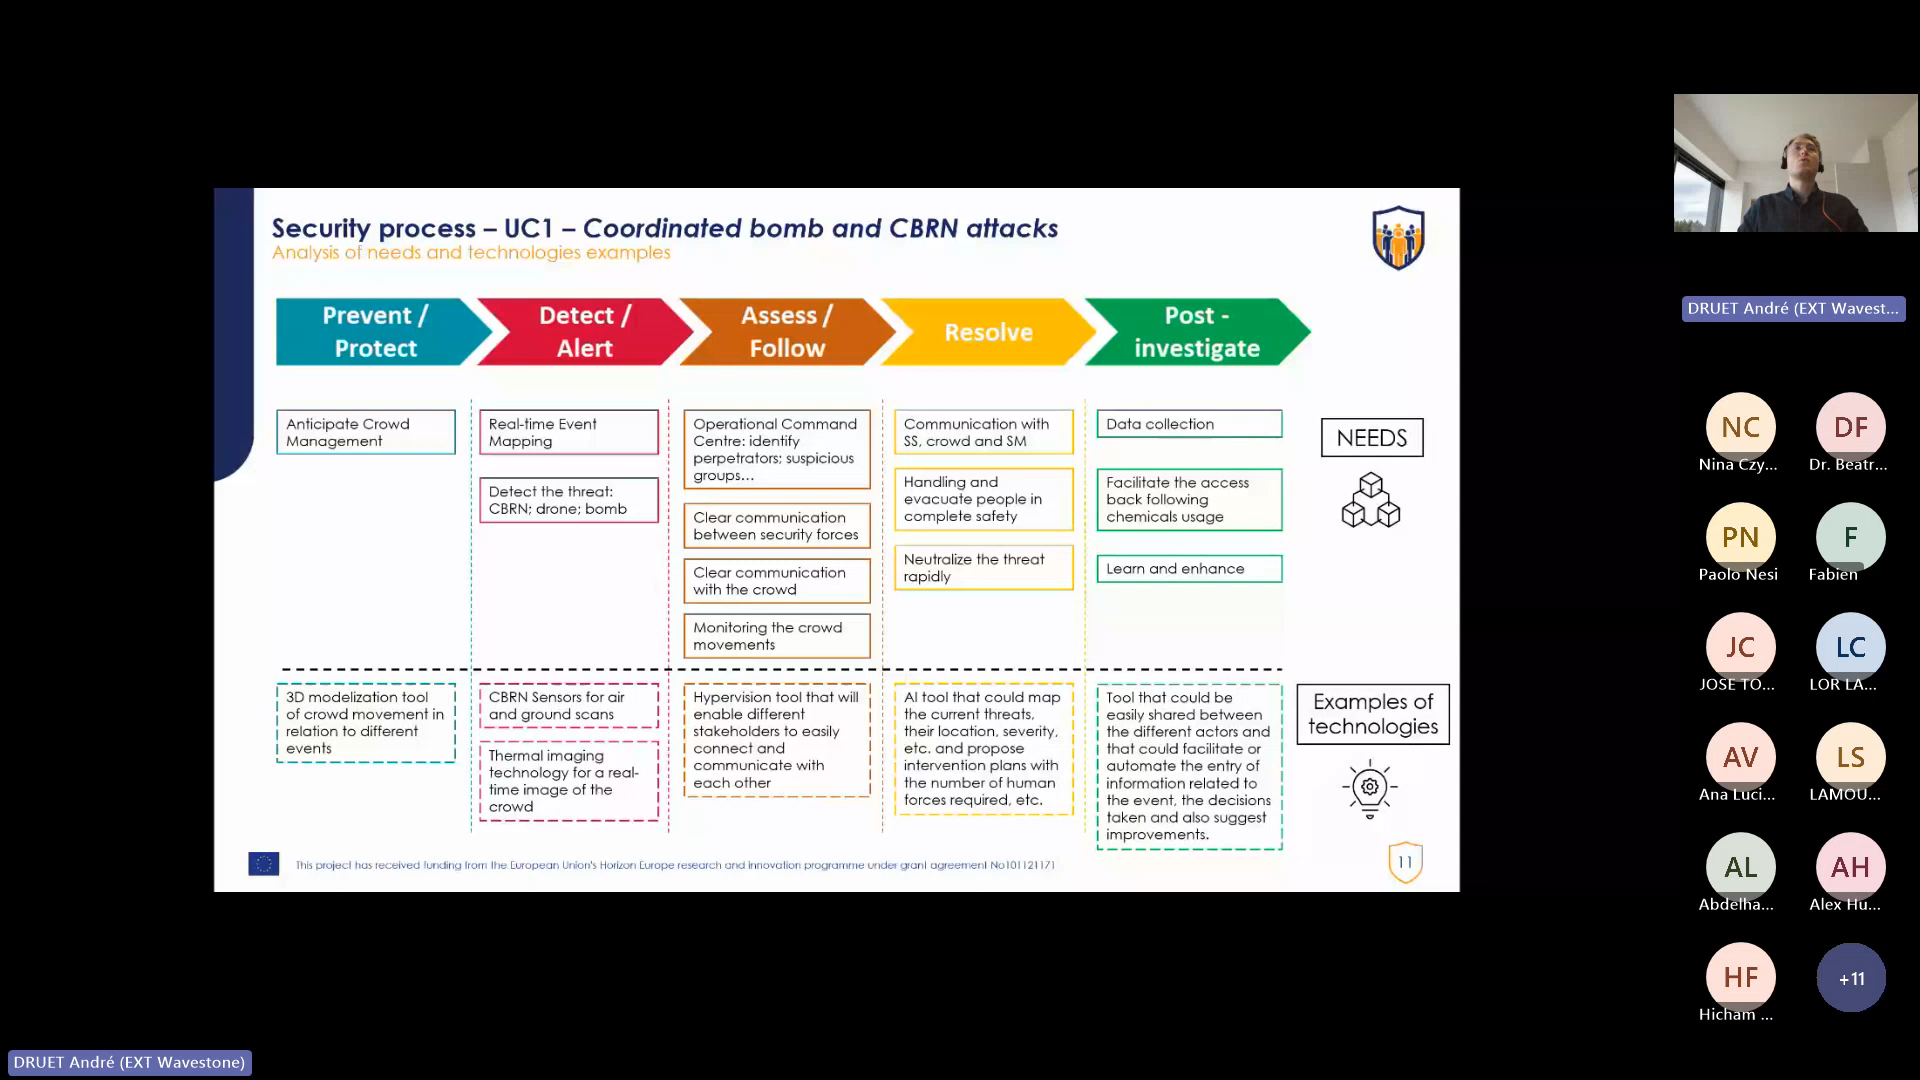 Security process – UC1 – Coordinated bomb and CBRN attacks
Analysis of needs and technologies examples
Prevent /
Protect
Detect /
Alert
Assess /
Follow
Resolve
Post -
investigate
Anticipate Crowd
Management
Real-time Event
Mapping
Detect the threat:
CBRN; drone; bomb
Operational Command
Centre: identify
perpetrators; suspicious
groups...
Clear communication
between security forces
Clear communication
with the crowd
Monitoring the crowd
movements
Communication with
SS, crowd and SM
Handling and
evacuate people in
complete safety
Neutralize the threat
rapidly
Data collection
Facilitate the access
back following
chemicals usage
Learn and enhance
NEEDS
3D modelization tool
of crowd movement in
relation to different
events
CBRN Sensors for air
and ground scans
Thermal imaging
technology for a real-
time image of the
crowd
Hypervision tool that will
enable different
stakeholders to easily
connect and
communicate with
each other
AI tool that could map
the current threats,
their location, severity,
etc. and propose
intervention plans with
the number of human
forces required, etc.
Tool that could be
easily shared between
the different actors and
that could facilitate or
automate the entry of
information related to
the event, the decisions
taken and also suggest
improvements.
Examples of
technologies
This project has received funding from the European Union's Horizon Europe research and innovation programme under grant agreement No101121171
11
DRUET André (EXT Wavest...
NC
Nina Czy...
DF
Dr. Beatr...
PN
Paolo Nesi
F
Fabien
JC
JOSE TO...
LC
LOR LA...
AV
Ana Luci...
LS
LAMOU...
AL
Abdelha...
AH
Alex Hu...
HF
Hicham ...
+11
DRUET André (EXT Wavestone)